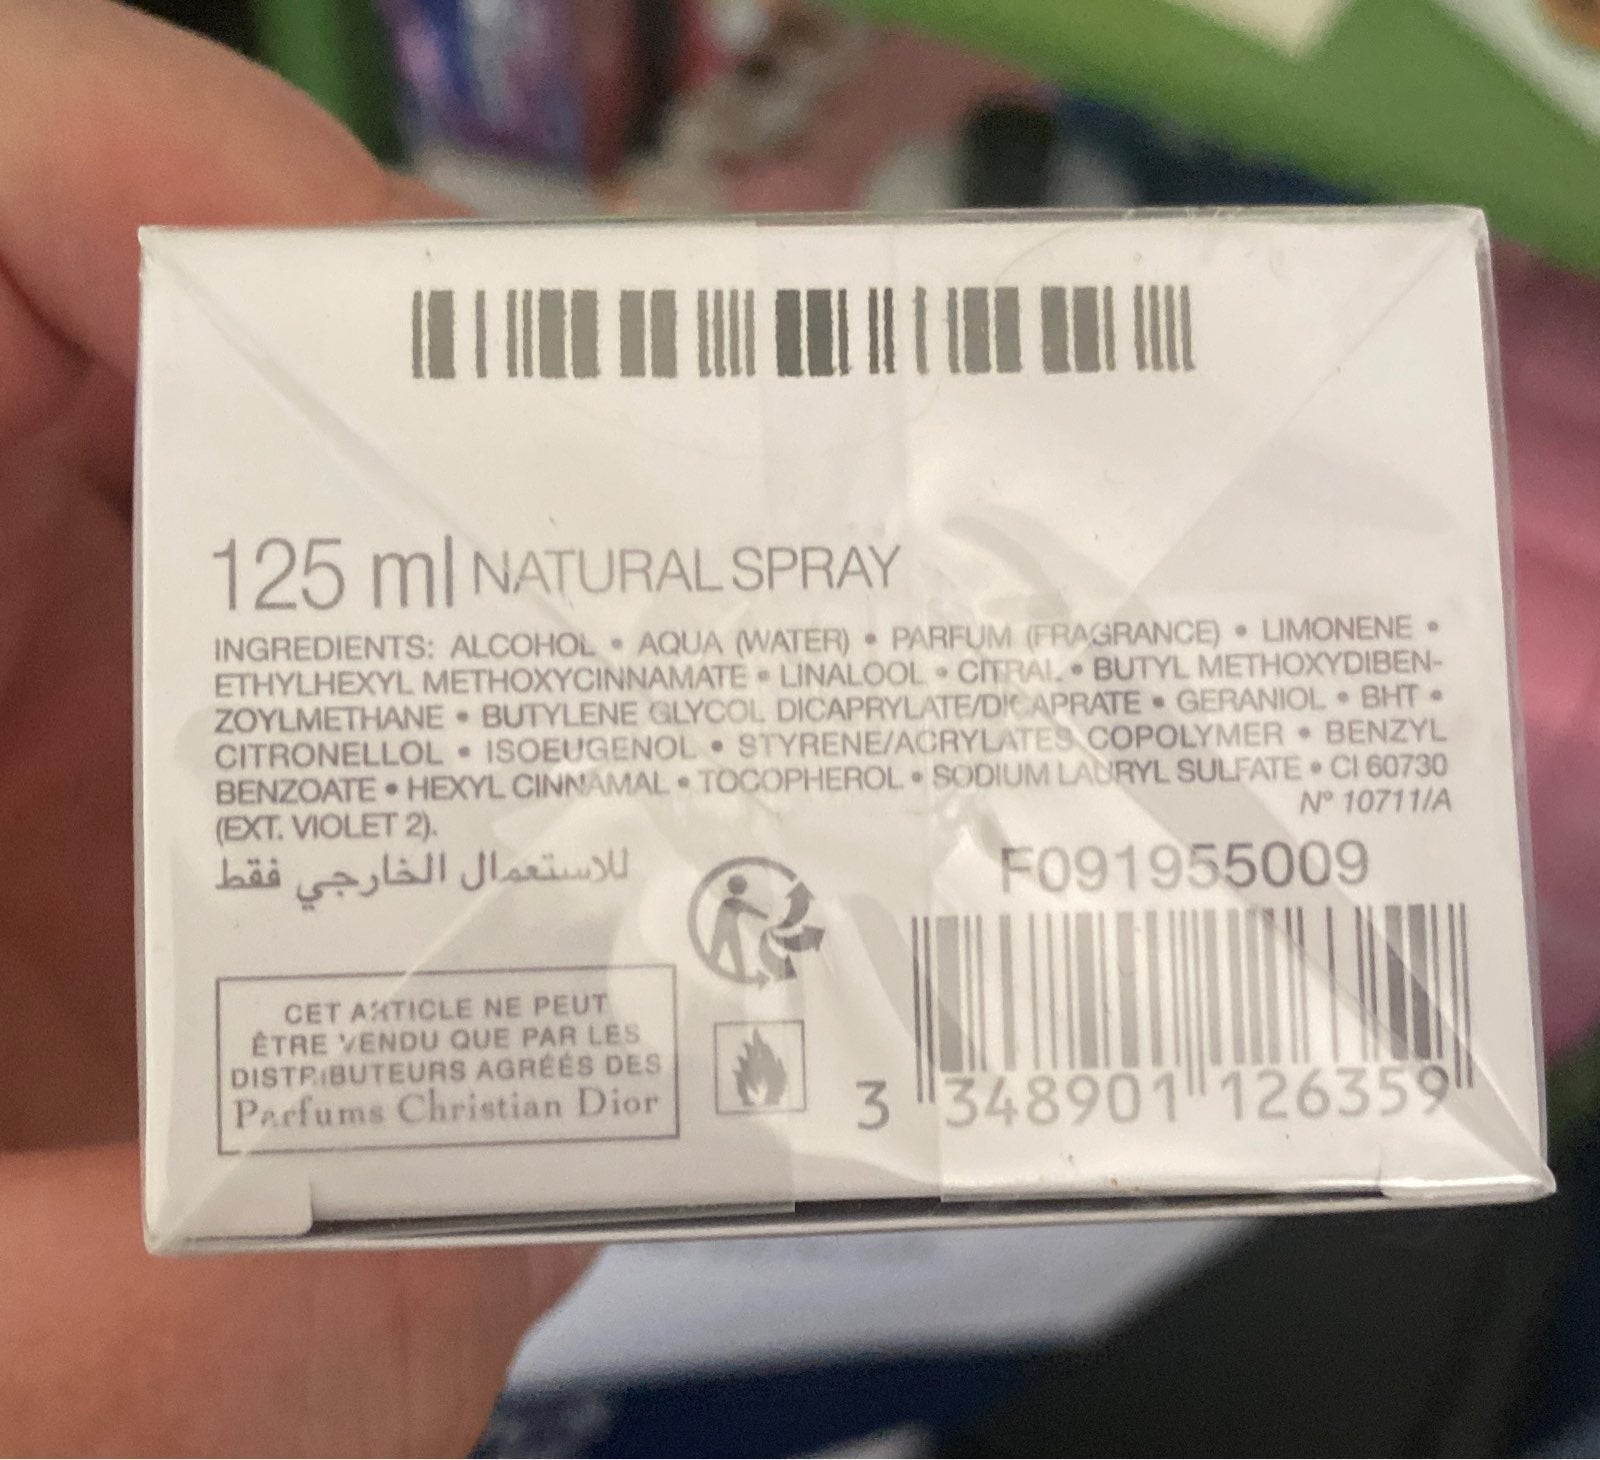 125 ml NATURAL SPRAY
INGREDIENTS: ALCOHOL • AQUA (WATER) • PARFUM (FRAGRANCE) • LIMONENE •
ETHYLHEXYL METHOXYCINNAMATE • LINALOOL • CITRAL • BUTYL METHOXYDIBEN-
ZOYLMETHANE • BUTYLENE GLYCOL DICAPRYLATE/DICAPRATE • GERANIOL • BHT •
CITRONELLOL • ISOEUGENOL • STYRENE/ACRYLATES COPOLYMER • BENZYL
BENZOATE • HEXYL CINNAMAL • TOCOPHEROL • SODIUM LAURYL SULFATE • CI 60730
(EXT. VIOLET 2).
N° 10711/A
للاستعمال الخارجي فقط
F091955009
CET ARTICLE NE PEUT
ÊTRE VENDU QUE PAR LES
DISTRIBUTEURS AGRÉÉS DES
Parfums Christian Dior
3 348901 126359